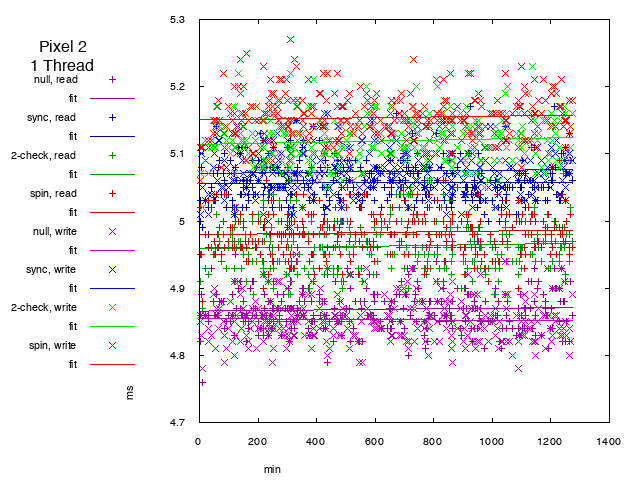 Pixel 2
1 Thread
null, read
fit
sync, read
fit
2-check, read
fit
spin, read
fit
null, write
fit
sync, write
fit
2-check, write
fit
spin, write
fit
ms
5.3
5.2
5.1
5
4.9
4.8
4.7
0 200 400 600 800 1000 1200 1400
min